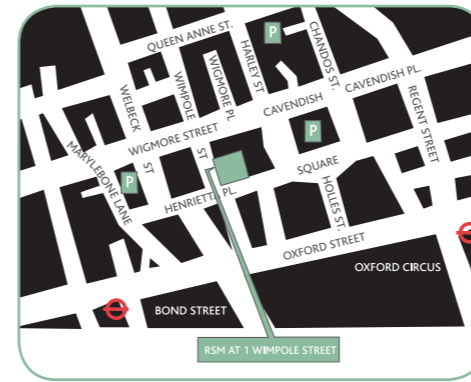 QUEEN ANNE ST.
P
HARLEY ST
CHANDOS ST.
WIGMORE PL
WIMPOLE
ST
WELBECK
ST
CAVENDISH
SQUARE
CAVENDISH PL.
REGENT STREET
WIGMORE STREET
P
MARYLEBONE LANE
P
HENRIETTA PL.
HOLLES ST.
OXFORD STREET
OXFORD CIRCUS
BOND STREET
RSM AT 1 WIMPOLE STREET